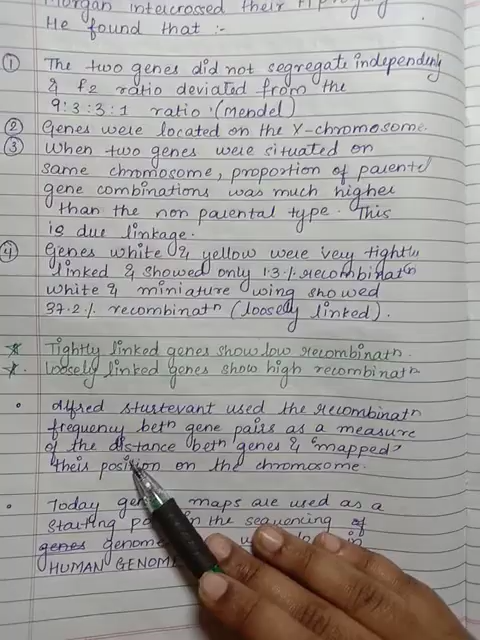 Morgan intercrossed their F1 progeny
He found that :-
① The two genes did not segregate independently
& f2 ratio deviated from the
9:3:3:1 ratio. (Mendel)
② Genes were located on the X-chromosome.
③ When two genes were situated on
same chromosome, proportion of parental
gene combinations was much higher
than the non parental type. This
is due linkage.
④ Genes white & yellow were very tightly
linked & showed only 1.3% recombinatn
white & miniature wing showed
37.2% recombinatn (loosely linked).
* Tightly linked genes show low recombinatn.
* Loosely linked genes show high recombinatn
• Alfred sturtevant used the recombinatn
frequency betn gene pairs as a measure
of the distance betn genes & "mapped"
their position on the chromosome.
• Today maps are used as a
starting in the sequencing of
genes
HUMAN GENOME